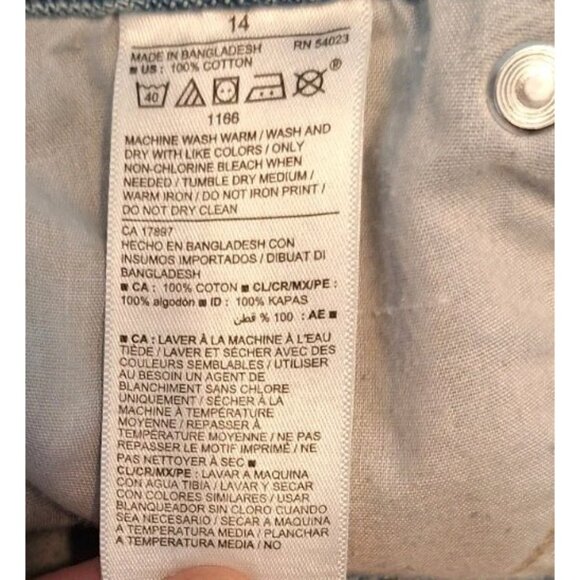 14
MADE IN BANGLADESH RN 54023
■ US: 100% COTTON
40 ®
1166
MACHINE WASH WARM / WASH AND
DRY WITH LIKE COLORS / ONLY
NON-CHLORINE BLEACH WHEN
NEEDED / TUMBLE DRY MEDIUM /
WARM IRON / DO NOT IRON PRINT /
DO NOT DRY CLEAN
CA 17897
HECHO EN BANGLADESH CON
INSUMOS IMPORTADOS / DIBUAT DI
BANGLADESH
■ CA : 100% COTON ■ CL/CR/MX/PE :
100% algodón ■ ID : 100% KAPAS
■ AE : 100 % قطن
■ CA : LAVER À LA MACHINE À L'EAU
TIÈDE / LAVER ET SÉCHER AVEC DES
COULEURS SEMBLABLES / UTILISER
AU BESOIN UN AGENT DE
BLANCHIMENT SANS CHLORE
UNIQUEMENT / SÉCHER À LA
MACHINE À TEMPÉRATURE
MOYENNE / REPASSER À
TEMPÉRATURE MOYENNE / NE PAS
REPASSER LE MOTIF IMPRIMÉ / NE
PAS NETTOYER À SEC ■
CL/CR/MX/PE : LAVAR A MAQUINA
CON AGUA TIBIA / LAVAR Y SECAR
CON COLORES SIMILARES / USAR
BLANQUEADOR SIN CLORO CUANDO
SEA NECESARIO / SECAR A MAQUINA
A TEMPERATURA MEDIA / PLANCHAR
A TEMPERATURA MEDIA / NO